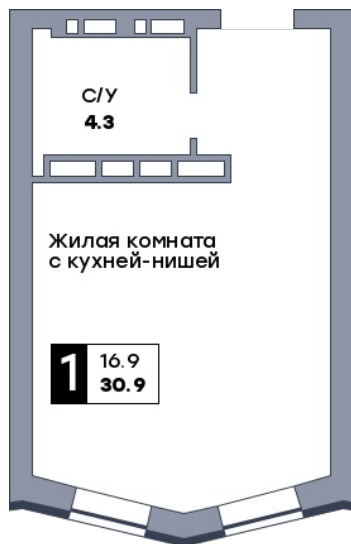 С/У
4.3
Жилая комната
с кухней-нишей
1
16.9
30.9